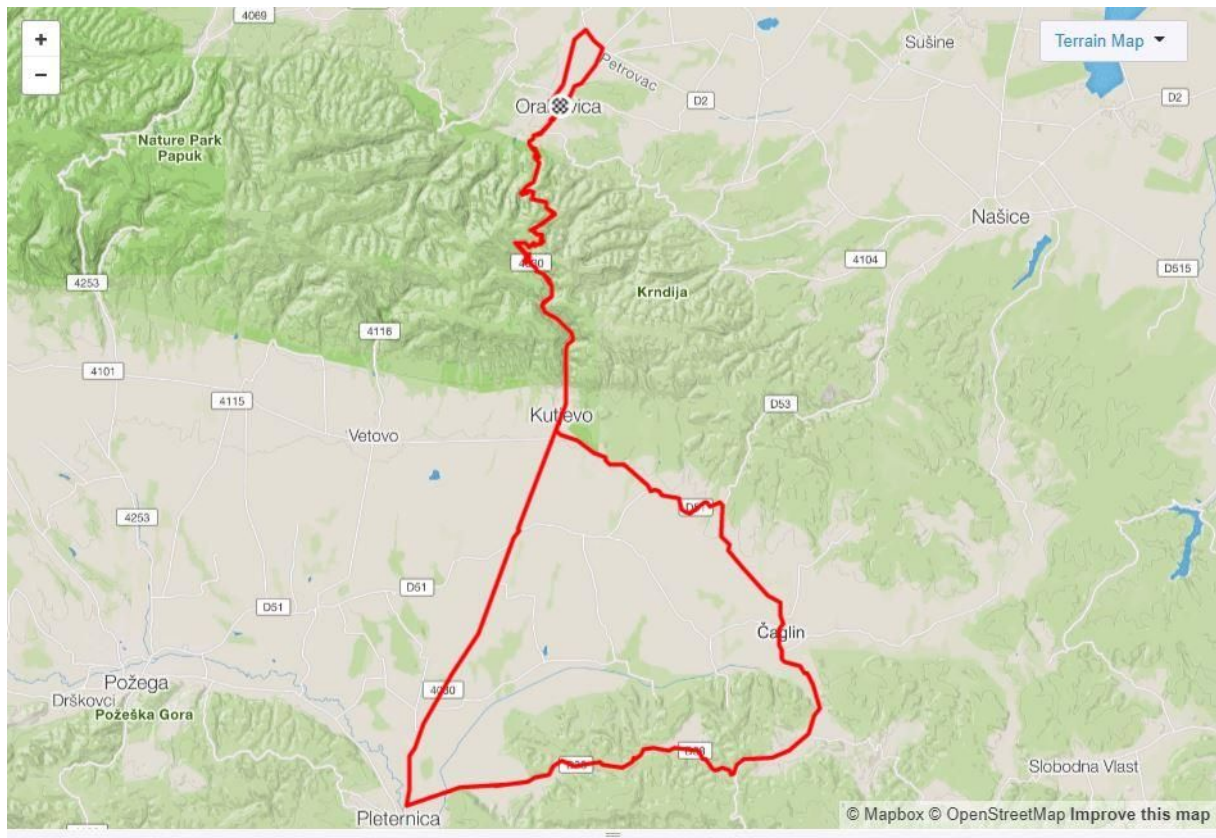 4069
+
−
Sušine
Terrain Map
Petrovac
D2
D2
Nature Park
Papuk
Našice
4104
D515
4253
Krndija
4116
4101
4115
D53
Kutjevo
Vetovo
4253
D51
D51
Čaglin
Požega
Drškovci
Požeška Gora
Slobodna Vlast
Pleternica
© Mapbox © OpenStreetMap Improve this map